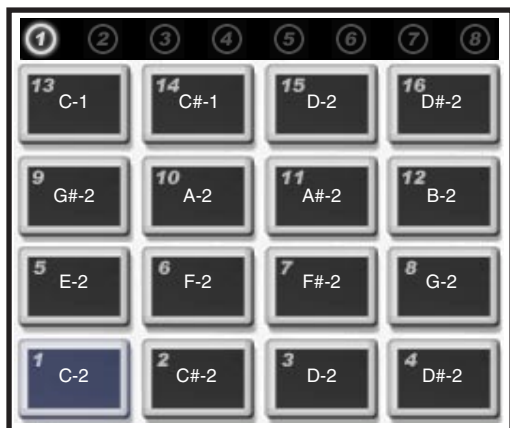 1 2 3 4 5 6 7 8
13 14 15 16
C-1 C#-1 D-2 D#-2
9 10 11 12
G#-2 A-2 A#-2 B-2
5 6 7 8
E-2 F-2 F#-2 G-2
1 2 3 4
C-2 C#-2 D-2 D#-2